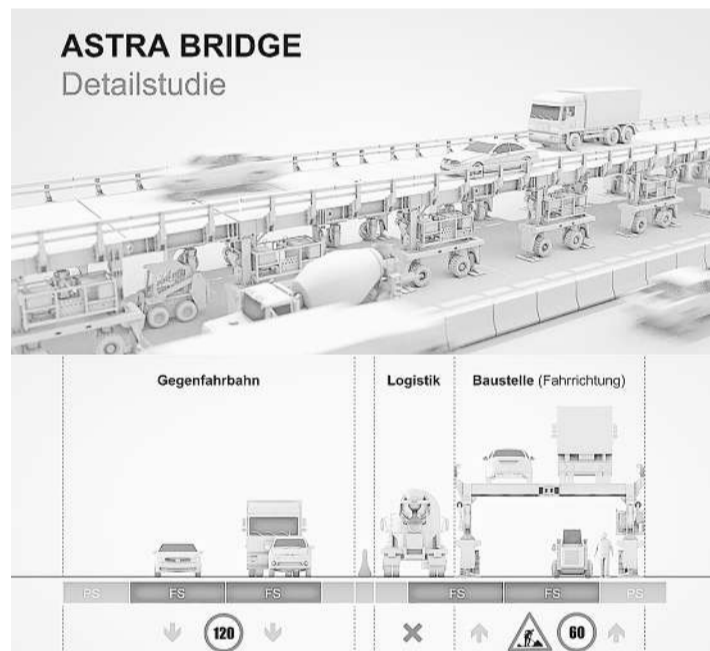 ASTRA BRIDGE
Detailstudie
Gegenfahrbahn
Logistik
Baustelle (Fahrrichtung)
PS
FS
FS
FS
FS
PS
120
60